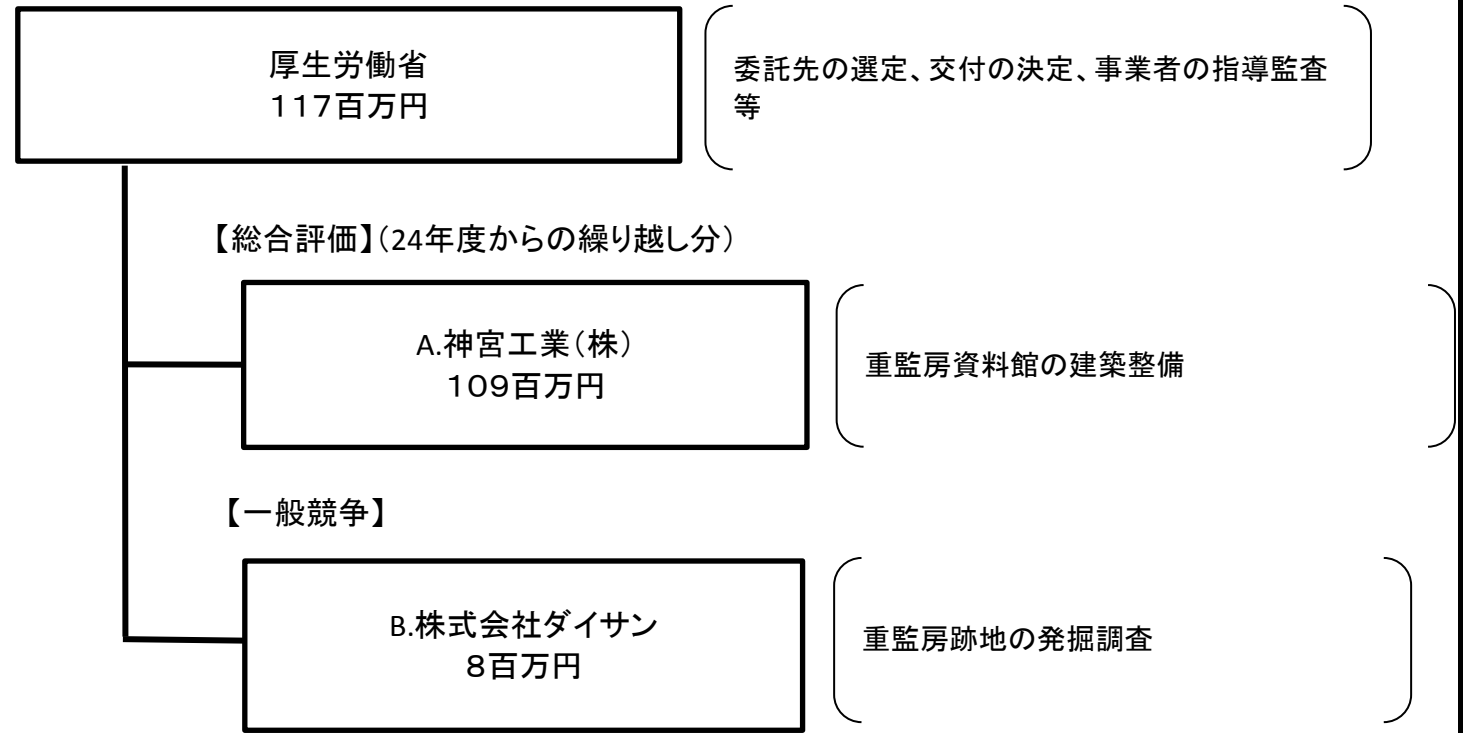 厚生労働省
117百万円
委託先の選定、交付の決定、事業者の指導監査
等
【総合評価】（24年度からの繰り越し分）
A.神宮工業（株）
109百万円
重監房資料館の建築整備
【一般競争】
B.株式会社ダイサン
８百万円
重監房跡地の発掘調査